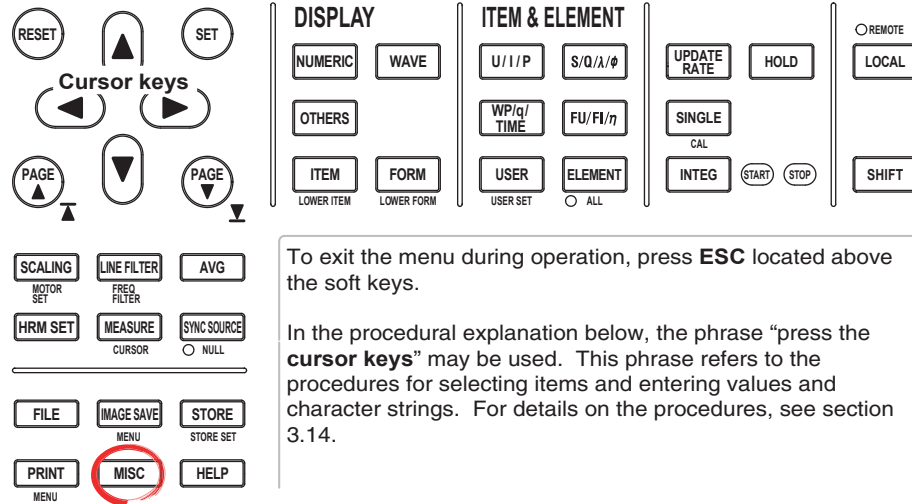 RESET
SET
Cursor keys
PAGE
PAGE
DISPLAY
NUMERIC
WAVE
OTHERS
ITEM
FORM
LOWER ITEM
LOWER FORM
ITEM & ELEMENT
U / I / P
S/Q/λ/ϕ
WP/q/
TIME
FU/FI/η
USER
ELEMENT
USER SET
ALL
UPDATE
RATE
HOLD
SINGLE
CAL
INTEG
START
STOP
REMOTE
LOCAL
SHIFT
SCALING
LINE FILTER
AVG
MOTOR
SET
FREQ
FILTER
HRM SET
MEASURE
SYNC SOURCE
CURSOR
NULL
FILE
IMAGE SAVE
STORE
MENU
STORE SET
PRINT
MISC
HELP
MENU
To exit the menu during operation, press ESC located above
the soft keys.
In the procedural explanation below, the phrase “press the
cursor keys” may be used.  This phrase refers to the
procedures for selecting items and entering values and
character strings.  For details on the procedures, see section
3.14.